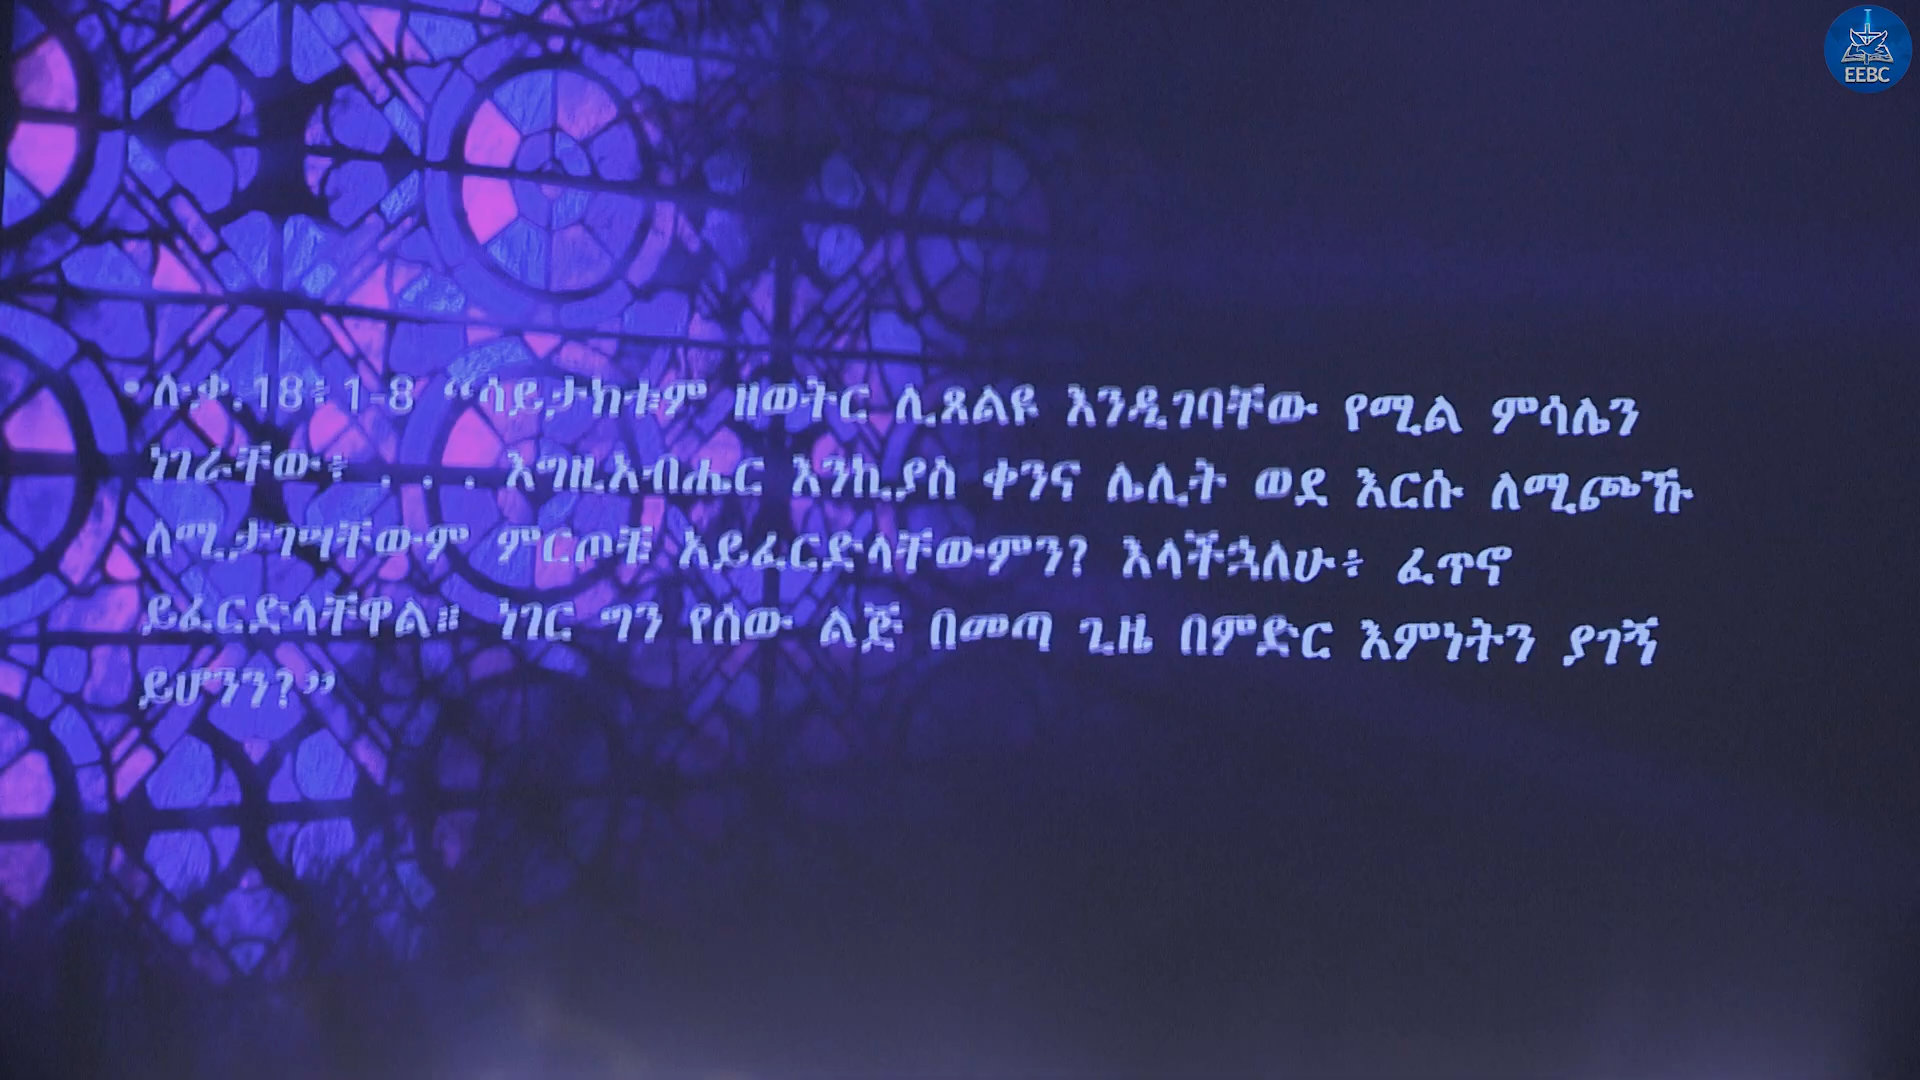 EEBC
• ሉቃ.18፥1-8 “ሳይታክቱም ዘወትር ሊጸልዩ እንዲገባቸው የሚል ምሳሌን
ነገራቸው፥ . . . እግዚአብሔር እንኪያስ ቀንና ሌሊት ወደ እርሱ ለሚጮኹ
ለሚታገሣቸውም ምርጦቹ አይፈርድላቸውምን? እላችኋለሁ፥ ፈጥኖ
ይፈርድላቸዋል። ነገር ግን የሰው ልጅ በመጣ ጊዜ በምድር እምነትን ያገኝ
ይሆንን?”